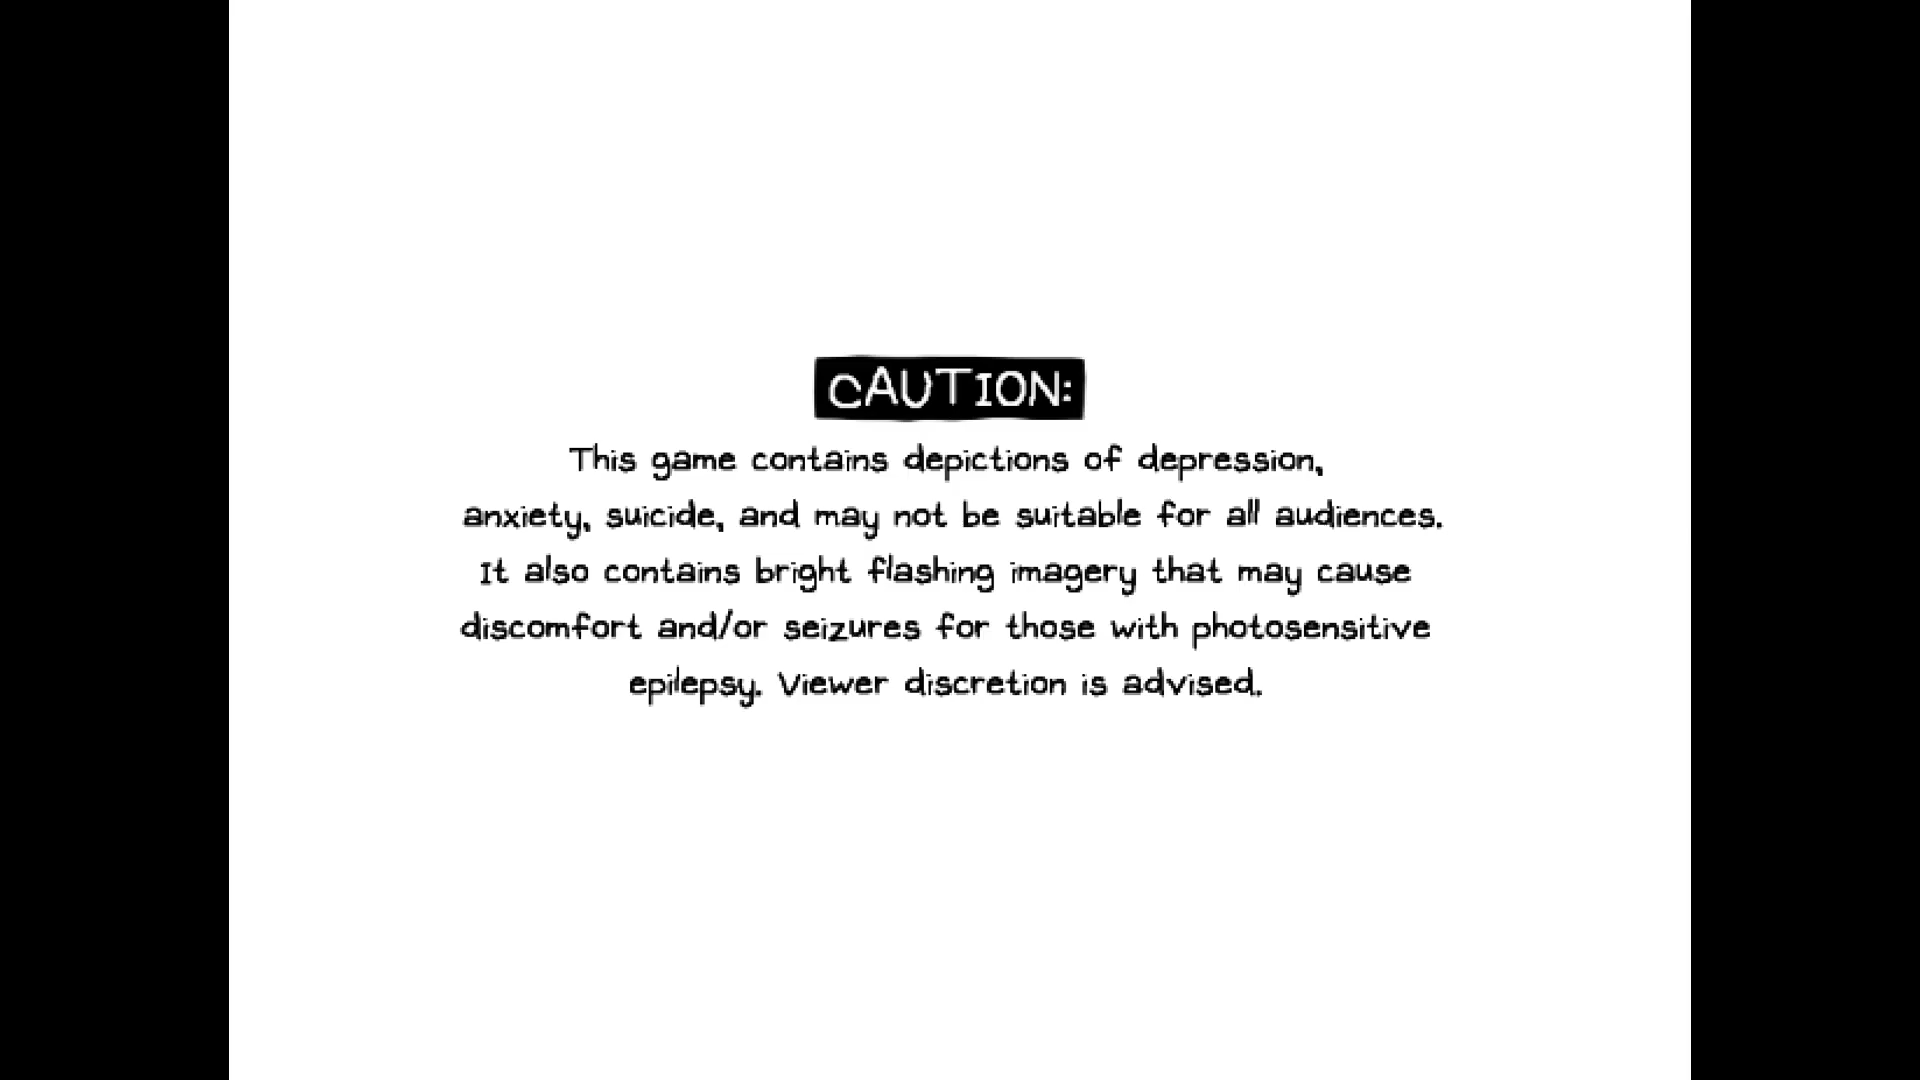 CAUTION:
This game contains depictions of depression,
anxiety, suicide, and may not be suitable for all audiences.
It also contains bright flashing imagery that may cause
discomfort and/or seizures for those with photosensitive
epilepsy. Viewer discretion is advised.